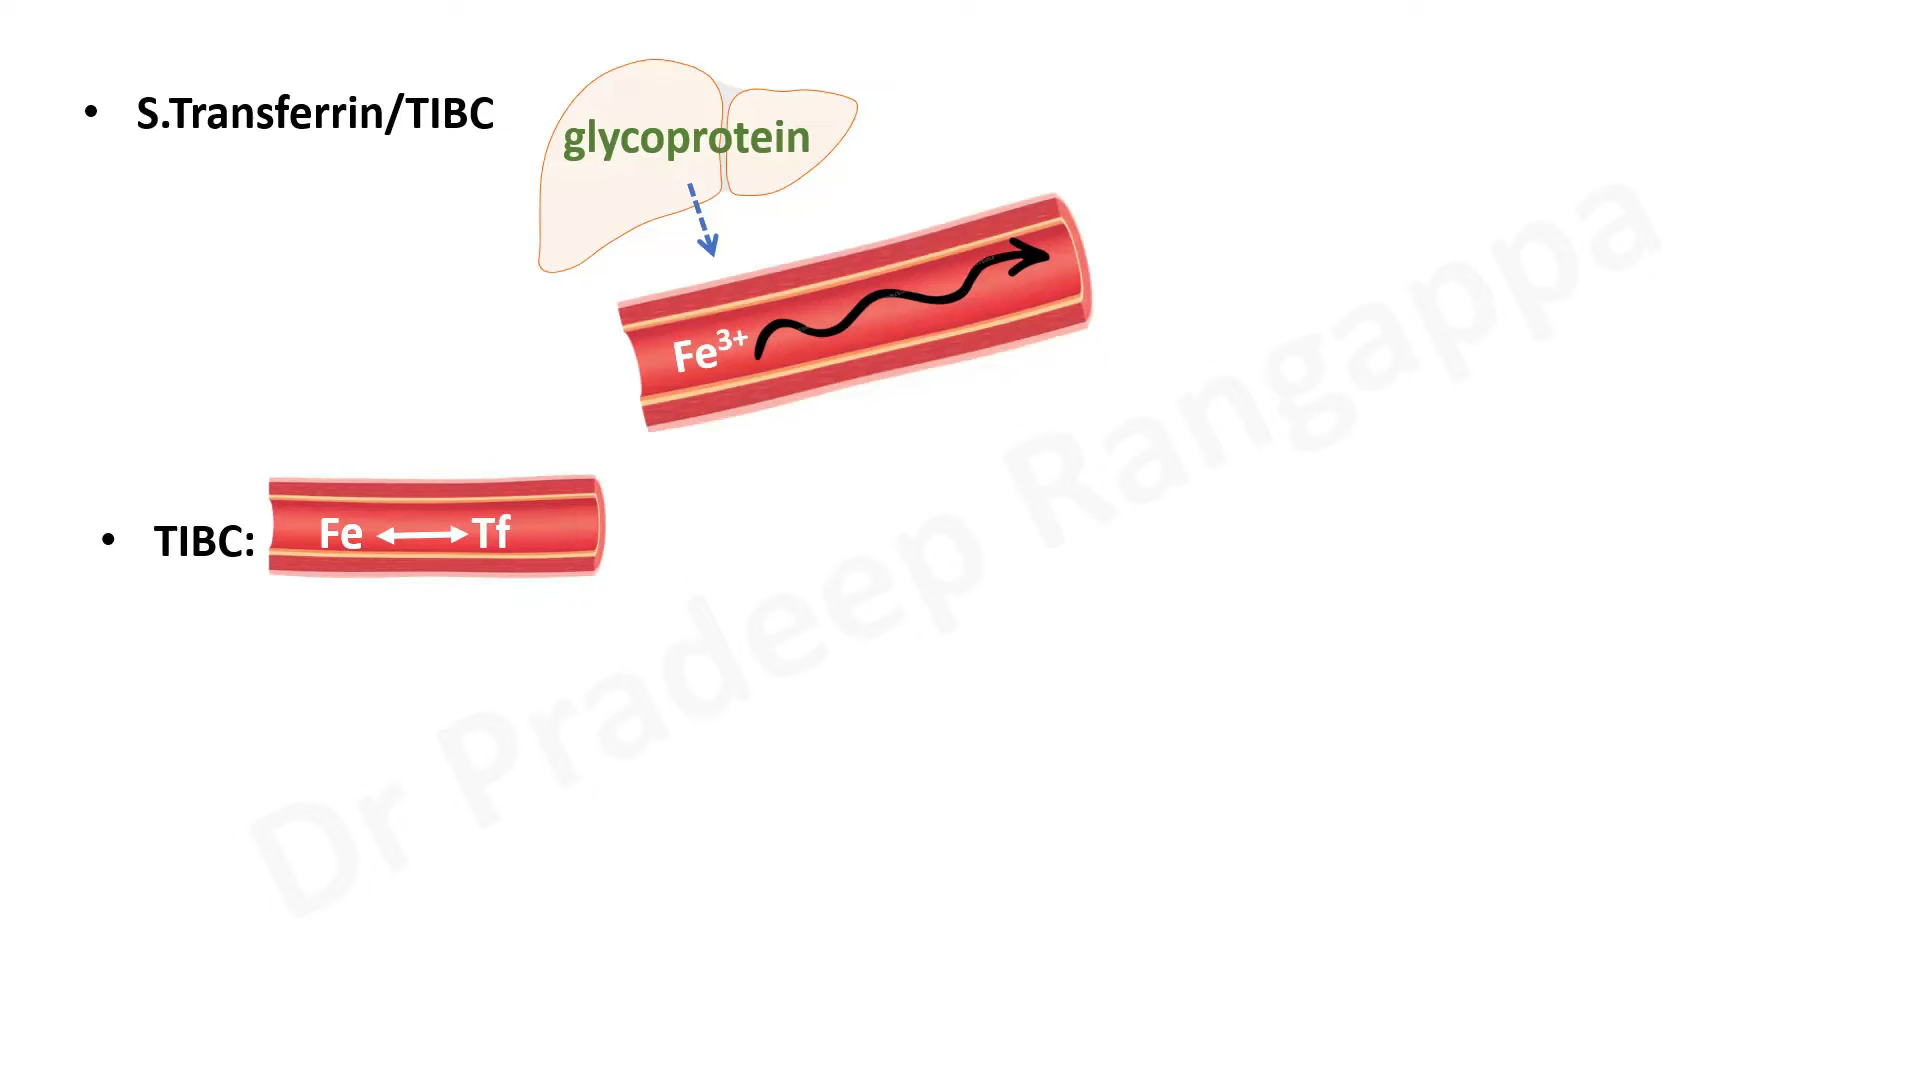 • S.Transferrin/TIBC
glycoprotein
Fe³⁺
• TIBC:
Fe ↔ Tf
Dr Pradeep Rangappa